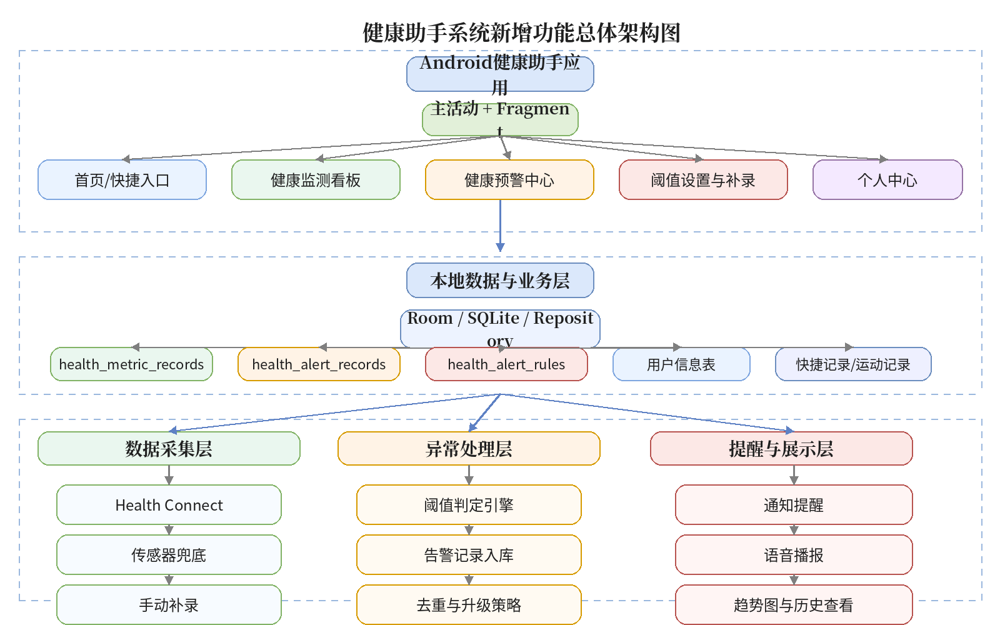 健康助手系统新增功能总体架构图
Android健康助手应
用
主活动 + Fragmen
t
首页/快捷入口
健康监测看板
健康预警中心
阈值设置与补录
个人中心
本地数据与业务层
Room / SQLite / Reposit
ory
health_metric_records
health_alert_records
health_alert_rules
用户信息表
快捷记录/运动记录
数据采集层
异常处理层
提醒与展示层
Health Connect
阈值判定引擎
通知提醒
传感器兜底
告警记录入库
语音播报
手动补录
去重与升级策略
趋势图与历史查看